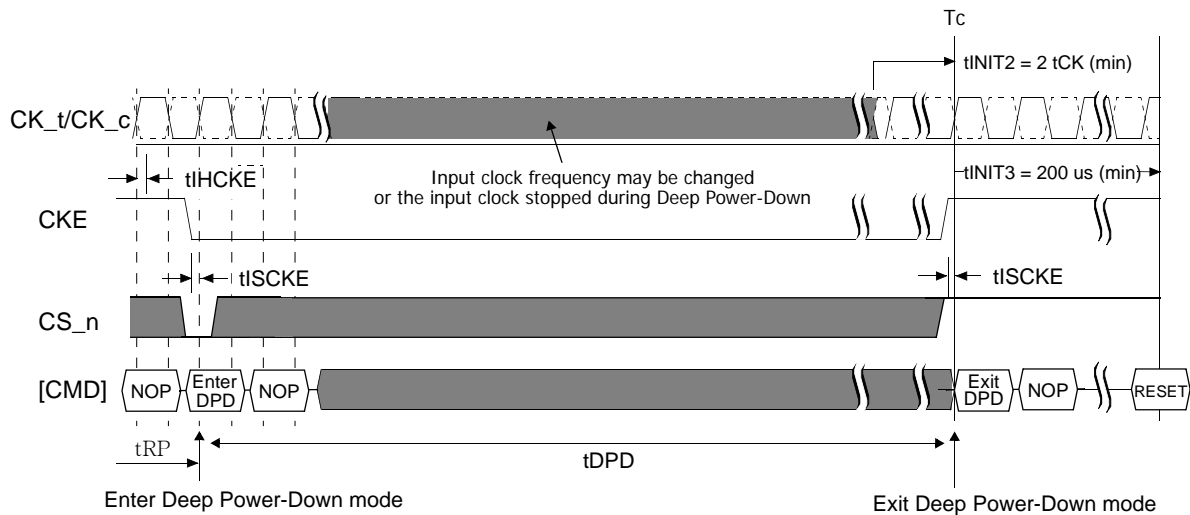 Tc
tINIT2 = 2 tCK (min)
CK_t/CK_c
tIHCKE
Input clock frequency may be changed
or the input clock stopped during Deep Power-Down
tINIT3 = 200 us (min)
CKE
tISCKE
tISCKE
CS_n
[CMD]
NOP
Enter
DPD
NOP
Exit
DPD
NOP
RESET
tRP
tDPD
Enter Deep Power-Down mode
Exit Deep Power-Down mode